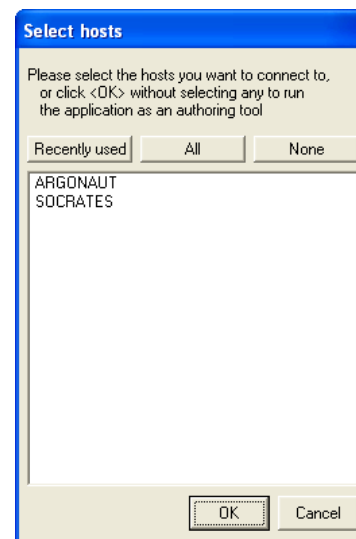 Select hosts
Please select the hosts you want to connect to,
or click <OK> without selecting any to run
the application as an authoring tool
Recently used All None
ARGONAUT
SOCRATES
OK Cancel